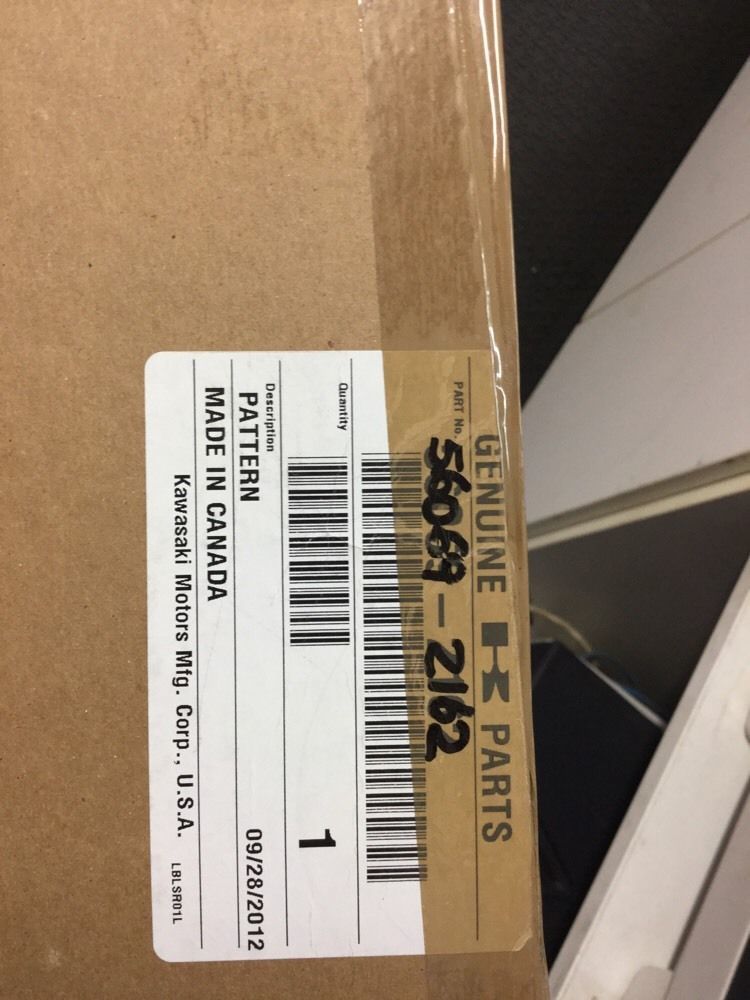 GENUINE K PARTS
PART No. 56069-2162
Quantity 1
Description
PATTERN 09/28/2012
MADE IN CANADA
Kawasaki Motors Mfg. Corp., U.S.A. LBLSR01L